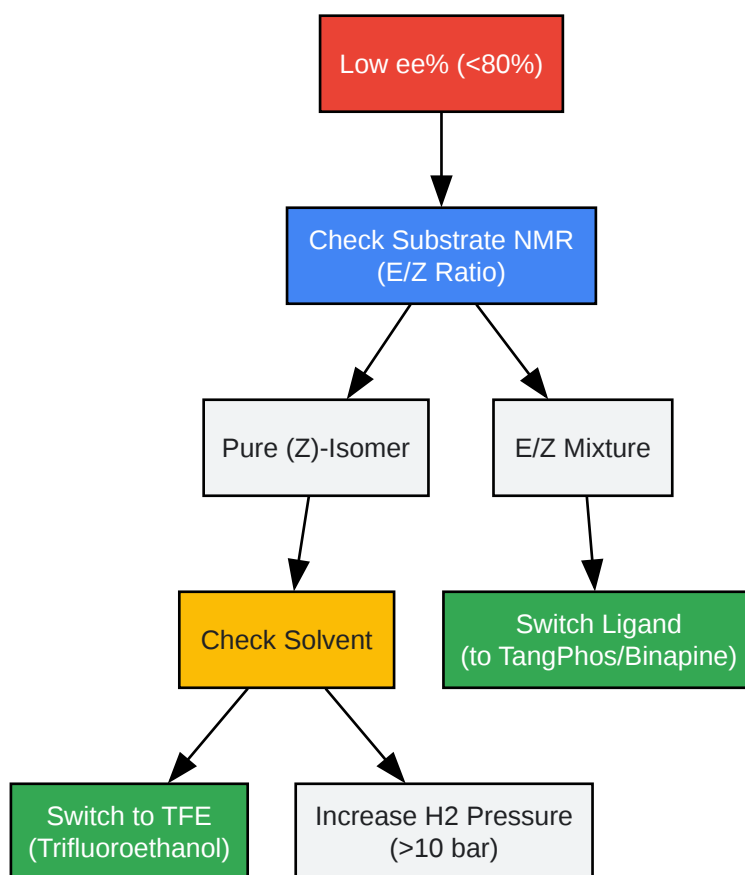 Low ee% (<80%)
Check Substrate NMR
(E/Z Ratio)
Pure (Z)-Isomer
E/Z Mixture
Check Solvent
Switch Ligand
(to TangPhos/Binapine)
Switch to TFE
(Trifluoroethanol)
Increase H2 Pressure
(>10 bar)